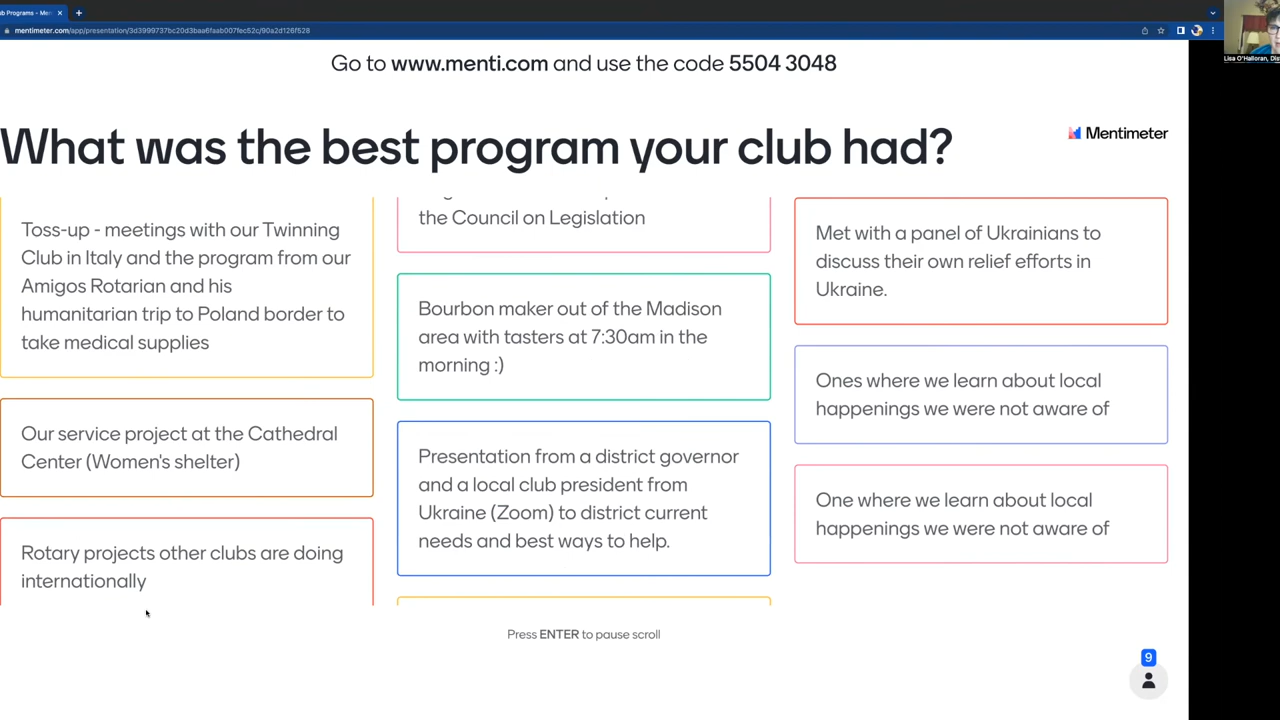 ub Programs - Men
mentimeter.com/app/presentation/3d3999737bc20d3baa6faab007fec52c/90a2d126f528
Lisa O'Halloran, Dis
Go to www.menti.com and use the code 5504 3048
What was the best program your club had?
Mentimeter
Toss-up - meetings with our Twinning
Club in Italy and the program from our
Amigos Rotarian and his
humanitarian trip to Poland border to
take medical supplies
Our service project at the Cathedral
Center (Women's shelter)
Rotary projects other clubs are doing
internationally
the Council on Legislation
Bourbon maker out of the Madison
area with tasters at 7:30am in the
morning :)
Presentation from a district governor
and a local club president from
Ukraine (Zoom) to district current
needs and best ways to help.
Met with a panel of Ukrainians to
discuss their own relief efforts in
Ukraine.
Ones where we learn about local
happenings we were not aware of
One where we learn about local
happenings we were not aware of
Press ENTER to pause scroll
9